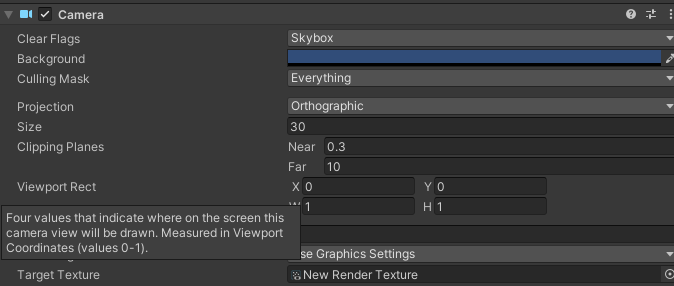 Camera
Clear Flags Skybox
Background
Culling Mask Everything
Projection Orthographic
Size 30
Clipping Planes Near 0.3
Far 10
Viewport Rect X 0 Y 0
W 1 H 1
Four values that indicate where on the screen this
camera view will be drawn. Measured in Viewport
Coordinates (values 0-1).
Graphics Settings
Target Texture New Render Texture